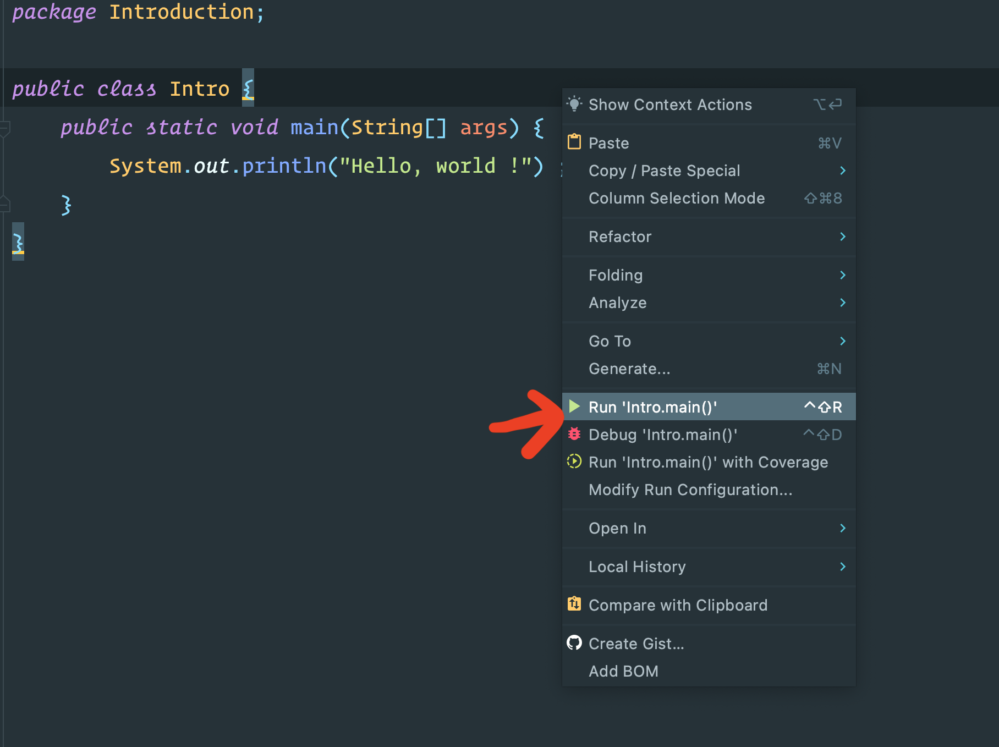 package Introduction;
public class Intro {
public static void main(String[] args) {
System.out.println("Hello, world !") ;
}
}
Show Context Actions ⌥⏎
Paste ⌘V
Copy / Paste Special
Column Selection Mode ⇧⌘8
Refactor
Folding
Analyze
Go To
Generate... ⌘N
Run 'Intro.main()' ^⇧R
Debug 'Intro.main()' ^⇧D
Run 'Intro.main()' with Coverage
Modify Run Configuration...
Open In
Local History
Compare with Clipboard
Create Gist...
Add BOM